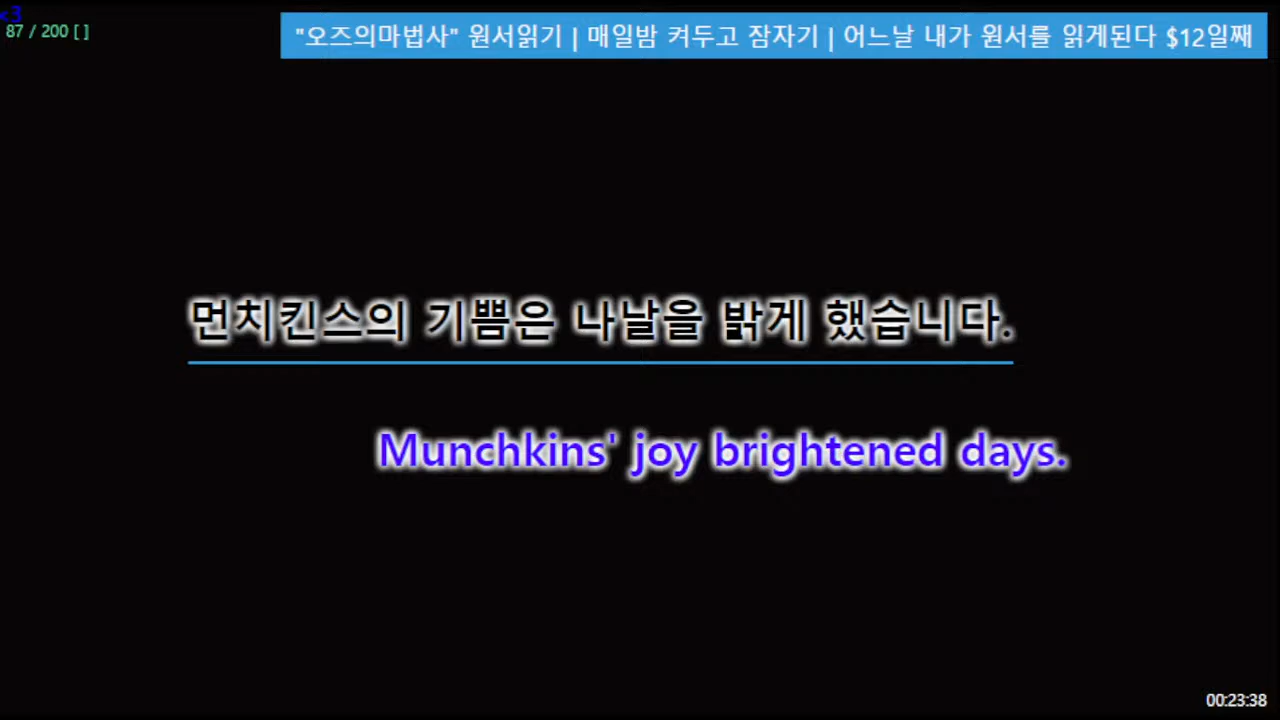 <3
87 / 200 [ ]
"오즈의마법사" 원서읽기 | 매일밤 켜두고 잠자기 | 어느날 내가 원서를 읽게된다 $12일째
먼치킨스의 기쁨은 나날을 밝게 했습니다.
Munchkins' joy brightened days.
00:23:38